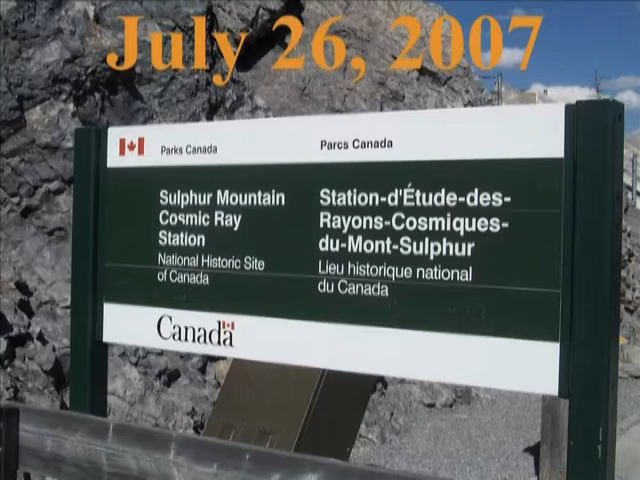 July 26, 2007
Parks Canada
Parcs Canada
Sulphur Mountain
Cosmic Ray
Station
National Historic Site
of Canada
Station-d'Étude-des-
Rayons-Cosmiques-
du-Mont-Sulphur
Lieu historique national
du Canada
Canada